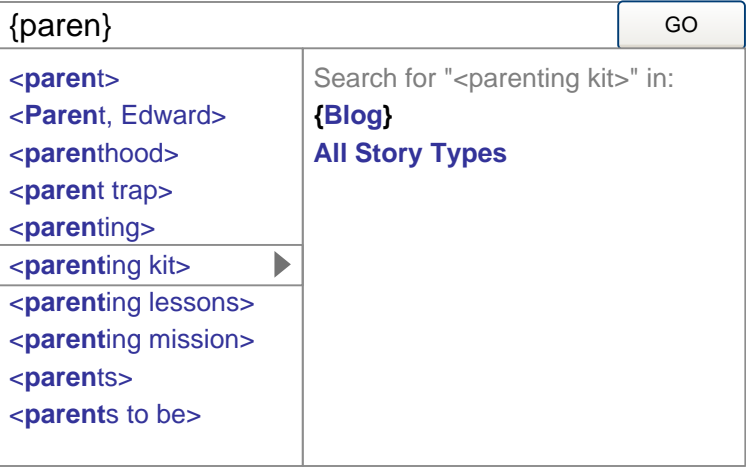 {paren}
GO
<parent>
<Parent, Edward>
<parenthood>
<parent trap>
<parenting>
<parenting kit>
<parenting lessons>
<parenting mission>
<parents>
<parents to be>
Search for "<parenting kit>" in:
{Blog}
All Story Types